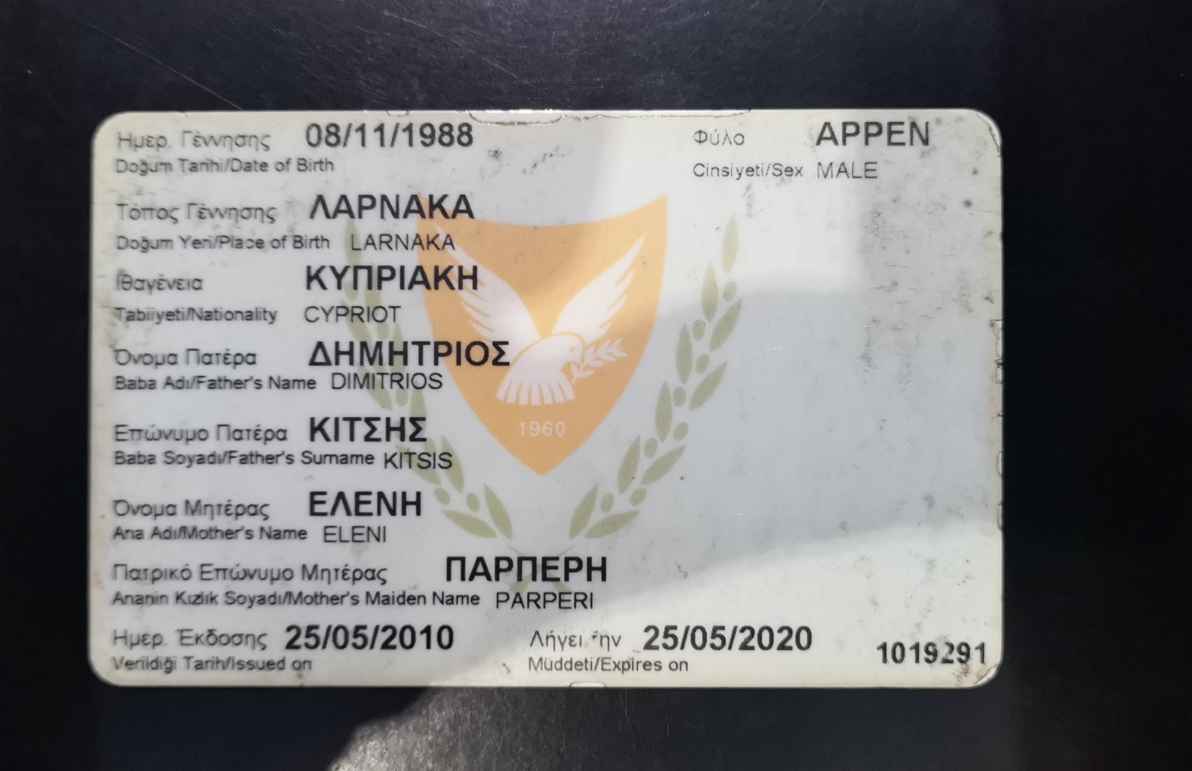 Ημερ. Γέννησης 08/11/1988 Φύλο ΑΡΡΕΝ
Doğum Tarihi/Date of Birth Cinsiyeti/Sex MALE
Τόπος Γέννησης ΛΑΡΝΑΚΑ
Doğum Yeri/Place of Birth LARNAKA
Ιθαγένεια ΚΥΠΡΙΑΚΗ
Tabiiyeti/Nationality CYPRIOT
Όνομα Πατέρα ΔΗΜΗΤΡΙΟΣ
Baba Adı/Father's Name DIMITRIOS
1960
Επώνυμο Πατέρα ΚΙΤΣΗΣ
Baba Soyadı/Father's Surname KITSIS
Όνομα Μητέρας ΕΛΕΝΗ
Ana Adı/Mother's Name ELENI
Πατρικό Επώνυμο Μητέρας ΠΑΡΠΕΡΗ
Ananin Kızlık Soyadı/Mother's Maiden Name PARPERI
Ημερ. Έκδοσης 25/05/2010 Λήγει την 25/05/2020
Verildiği Tarih/Issued on Müddeti/Expires on 1019291